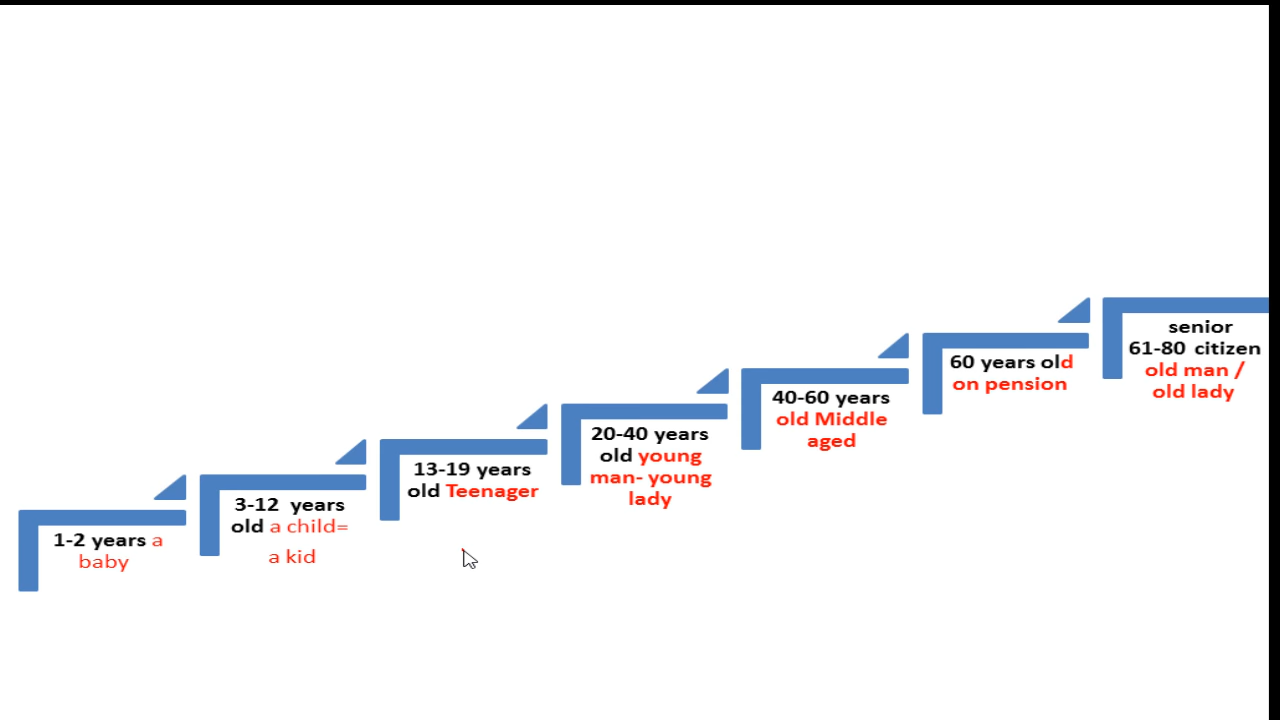 1-2 years a
baby
3-12 years
old a child=
a kid
13-19 years
old Teenager
20-40 years
old young
man- young
lady
40-60 years
old Middle
aged
60 years old
on pension
senior
61-80 citizen
old man /
old lady